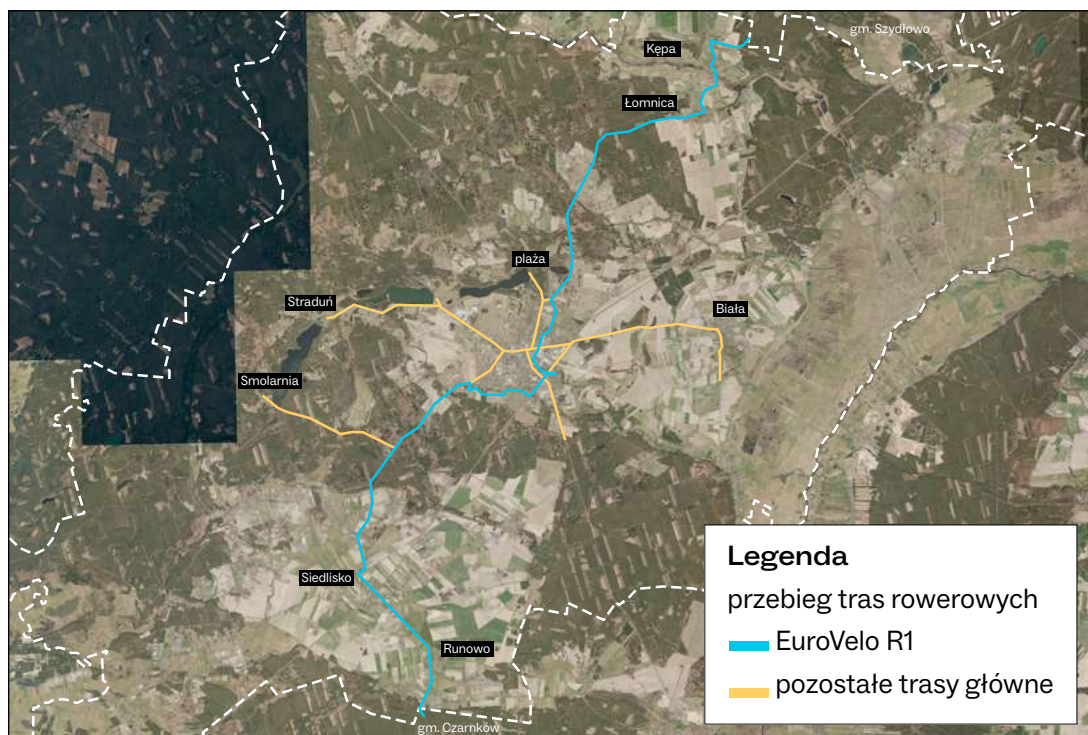 gm. Szydłowo
Kępa
Łomnica
plaża
Straduń
Biała
Smolarnia
Siedlisko
Runowo
gm. Czarnków
Legenda
przebieg tras rowerowych
EuroVelo R1
pozostałe trasy główne